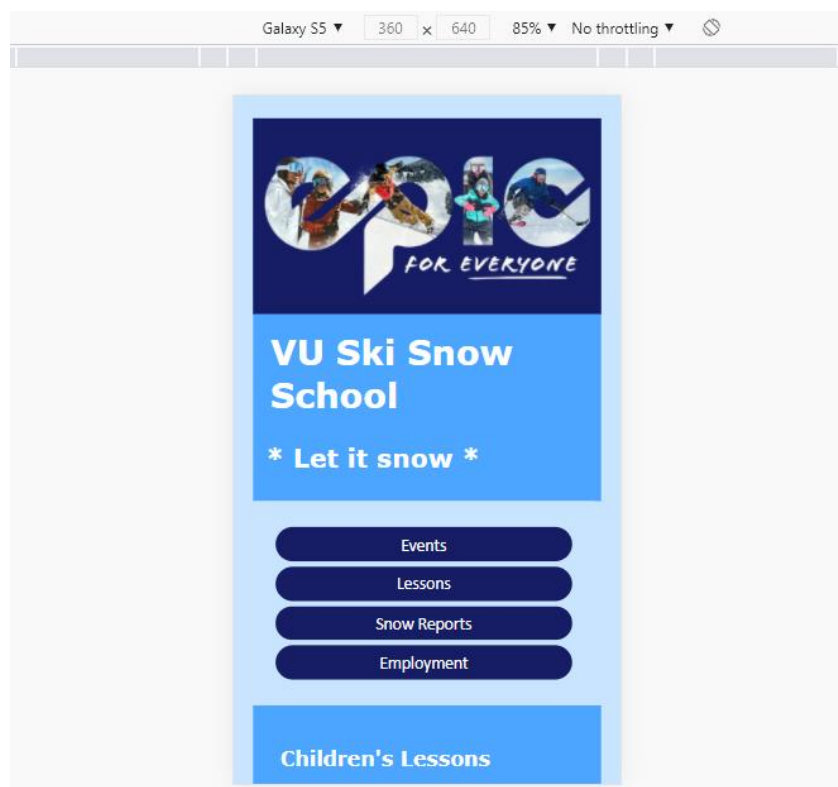 Galaxy S5 ▼ 360 x 640 85% ▼ No throttling ▼
epic
FOR EVERYONE
VU Ski Snow
School
* Let it snow *
Events
Lessons
Snow Reports
Employment
Children's Lessons